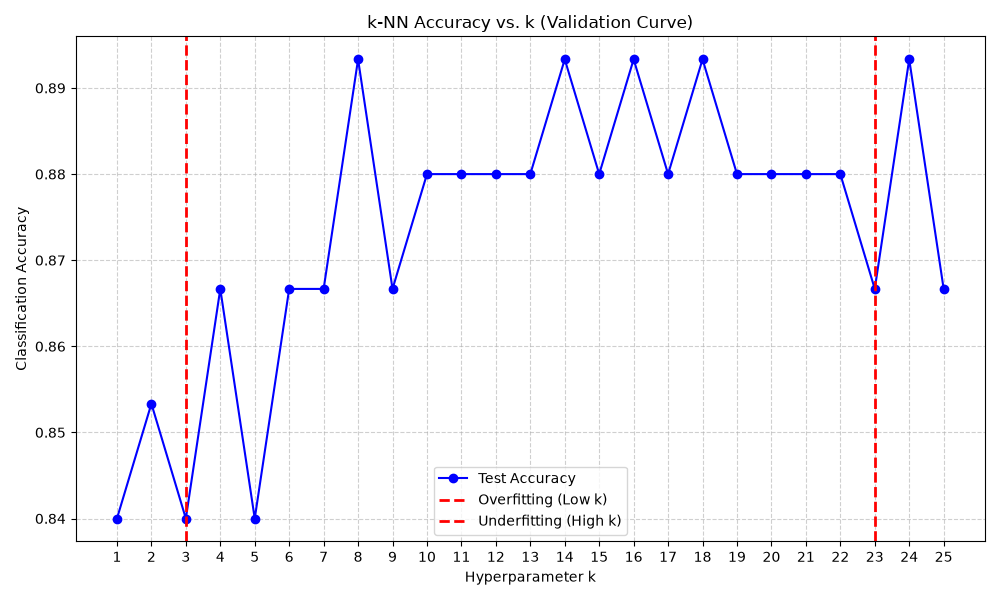 k-NN Accuracy vs. k (Validation Curve)
Classification Accuracy
0.89
0.88
0.87
0.86
0.85
0.84
Test Accuracy
Overfitting (Low k)
Underfitting (High k)
1 2 3 4 5 6 7 8 9 10 11 12 13 14 15 16 17 18 19 20 21 22 23 24 25
Hyperparameter k